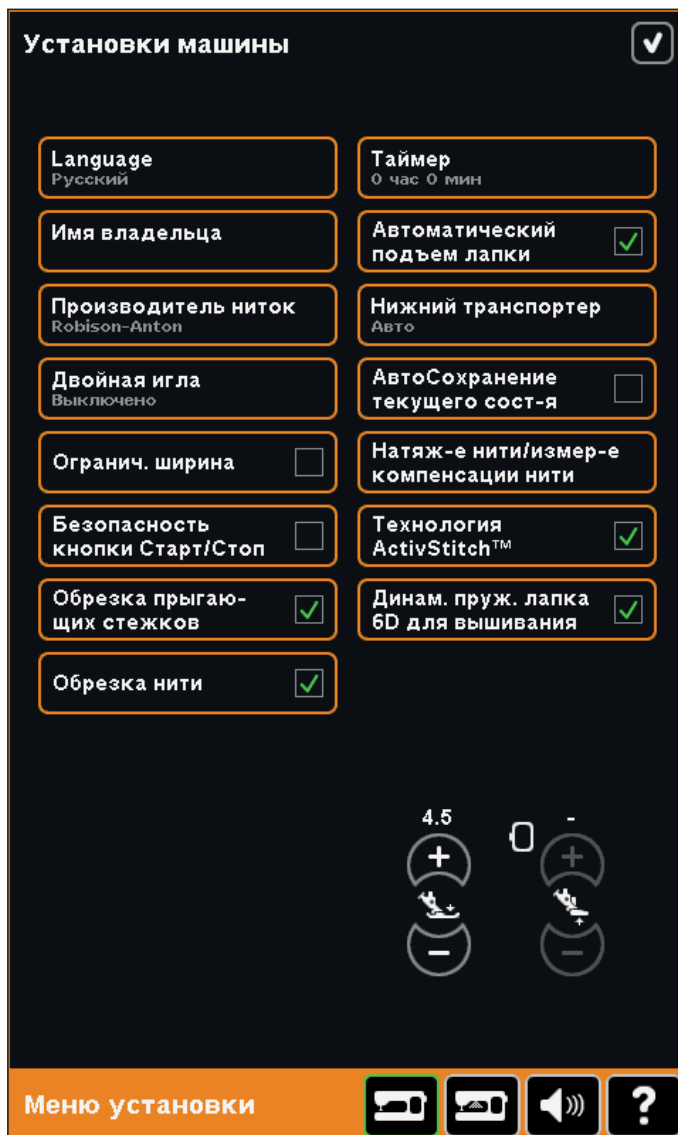 Установки машины
Language
Русский
Таймер
0 час 0 мин
Имя владельца
Автоматический
подъем лапки
Производитель ниток
Robison-Anton
Нижний транспортер
Авто
Двойная игла
Выключено
АвтоСохранение
текущего сост-я
Огранич. ширина
Натяж-е нити/измер-е
компенсации нити
Безопасность
кнопки Старт/Стоп
Технология
ActivStitch™
Обрезка прыгаю-
щих стежков
Динам. пруж. лапка
6D для вышивания
Обрезка нити
4.5
-
+
+
−
−
Меню установки
?